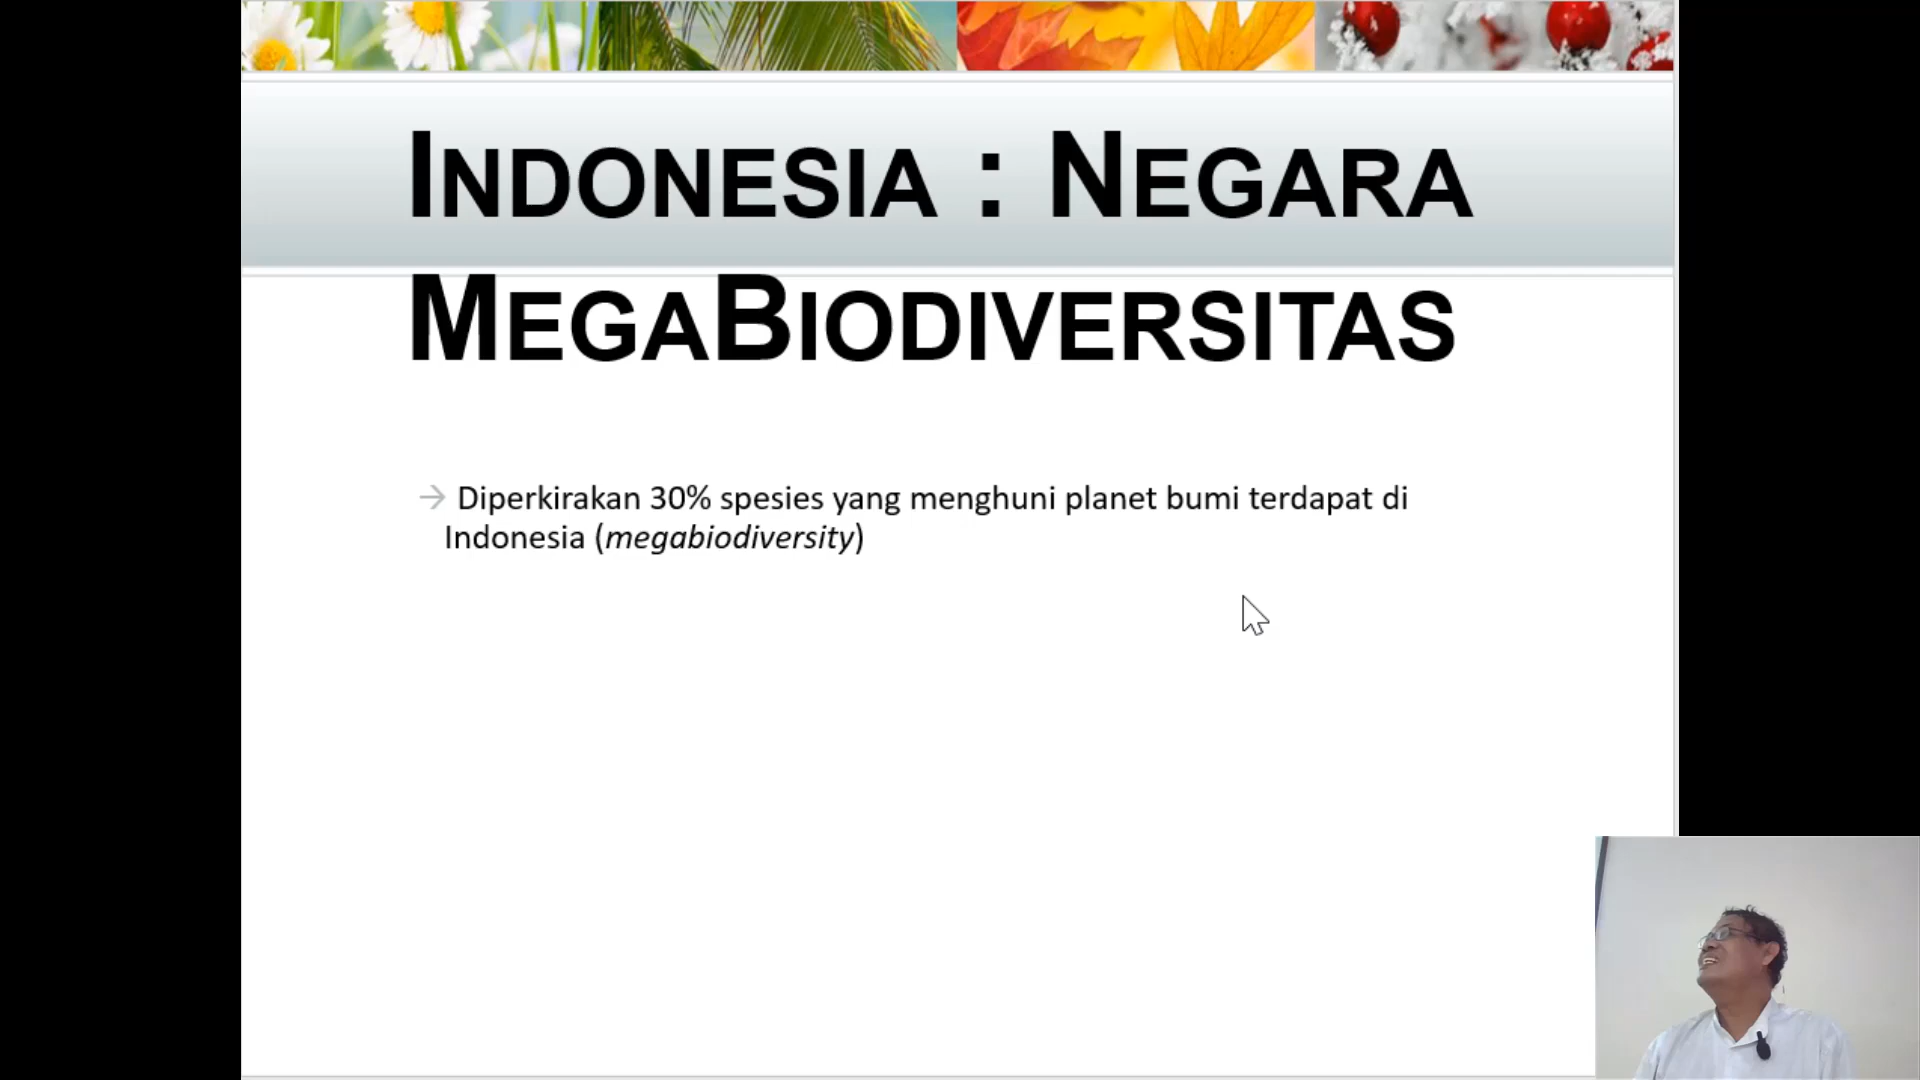 INDONESIA : NEGARA
MEGABIODIVERSITAS
→ Diperkirakan 30% spesies yang menghuni planet bumi terdapat di
Indonesia (megabiodiversity)